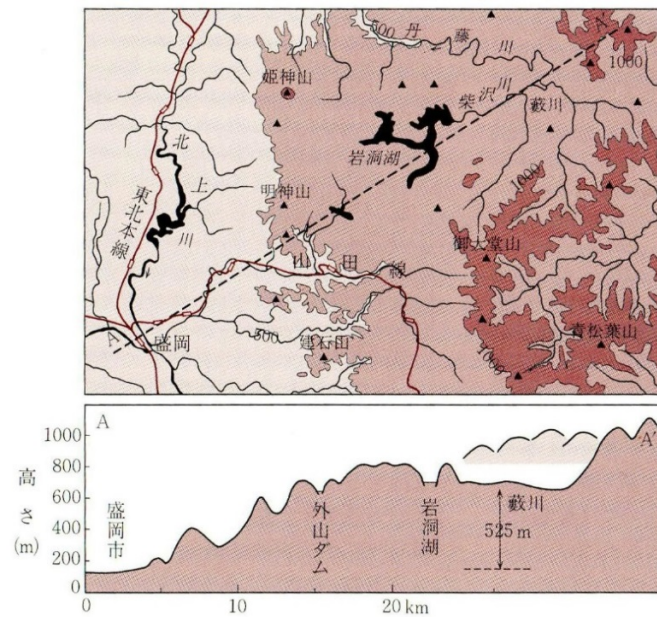 500
丹藤川
A′
1000
姫神山
柴沢川
藪川
北上川
岩洞湖
東北本線
1000
明神山
御大堂山
山田線
500
A
盛岡
建石山
青松葉山
1000
A
A′
1000
800
600
400
200
0
高さ(m)
盛岡市
外山ダム
岩洞湖
藪川
525m
0
10
20 km